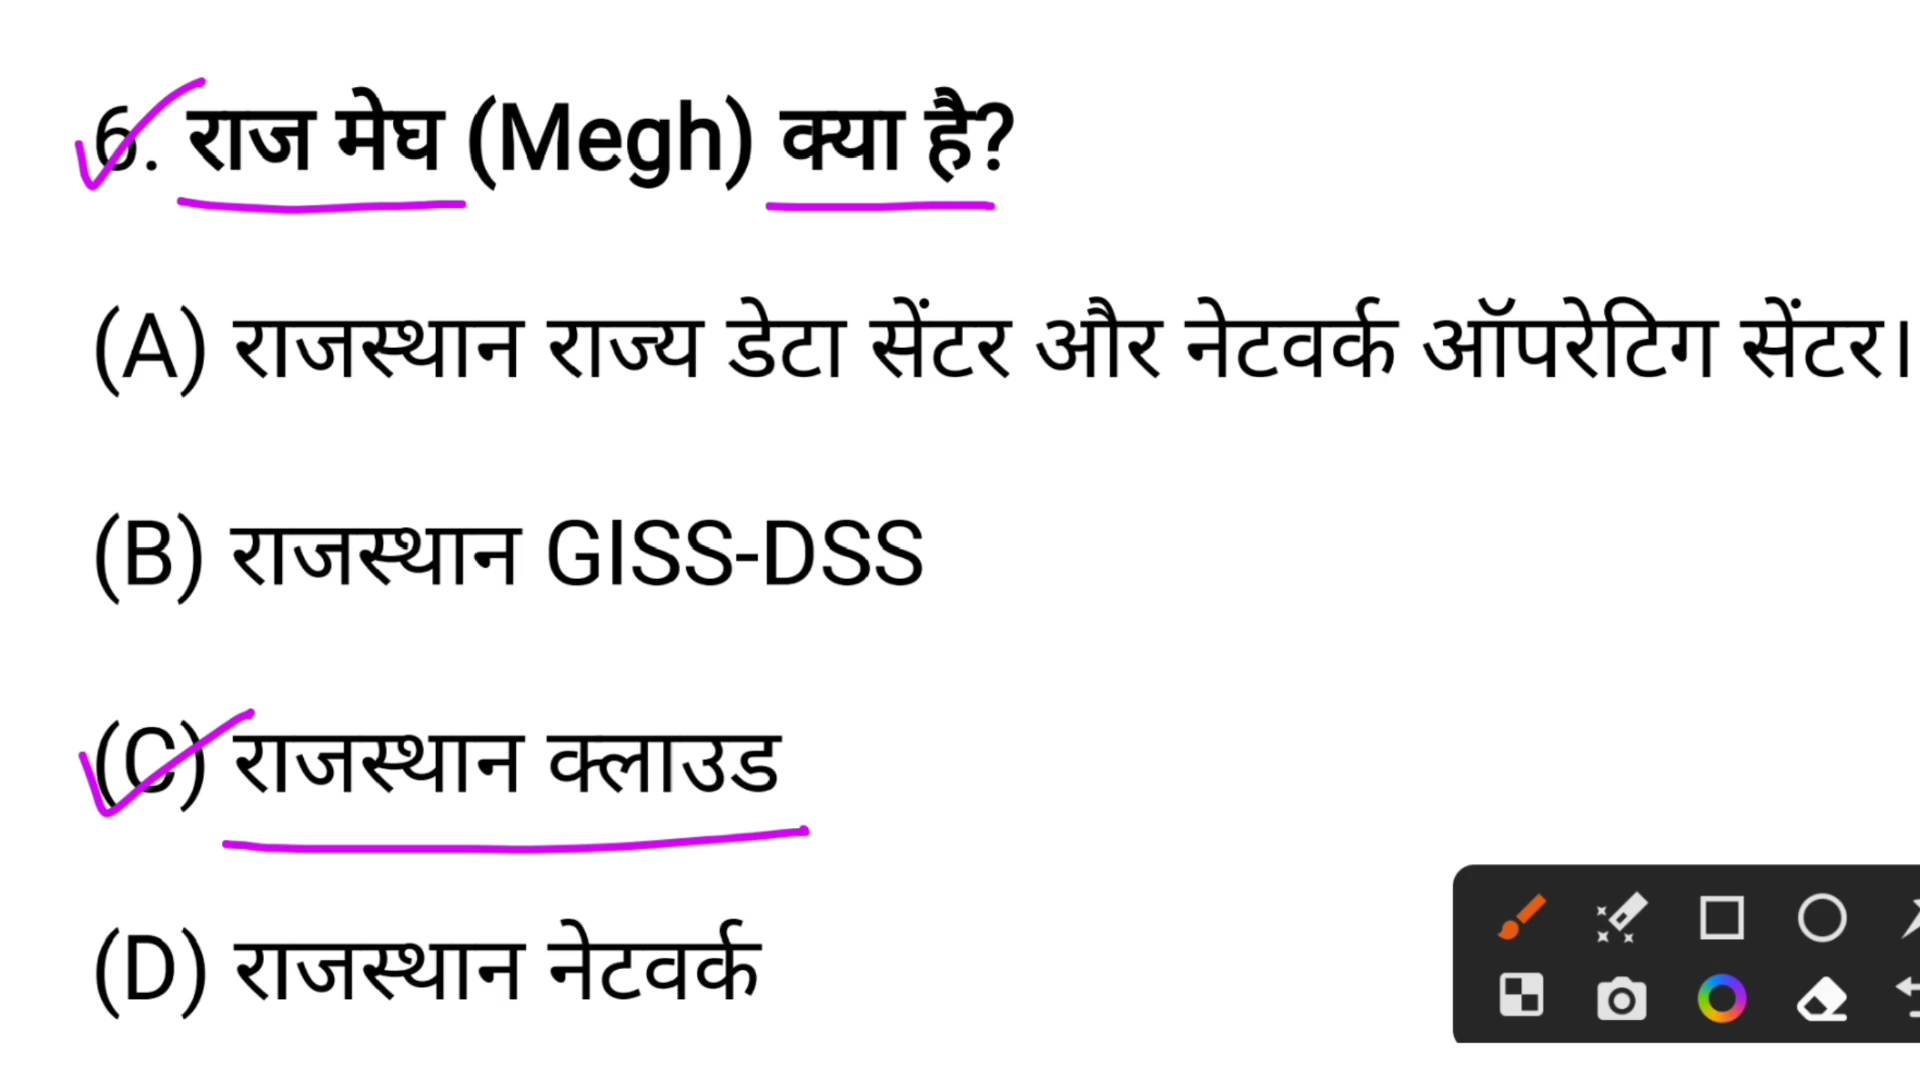 6. राज मेघ (Megh) क्या है?
(A) राजस्थान राज्य डेटा सेंटर और नेटवर्क ऑपरेटिग सेंटर।
(B) राजस्थान GISS-DSS
(C) राजस्थान क्लाउड
(D) राजस्थान नेटवर्क